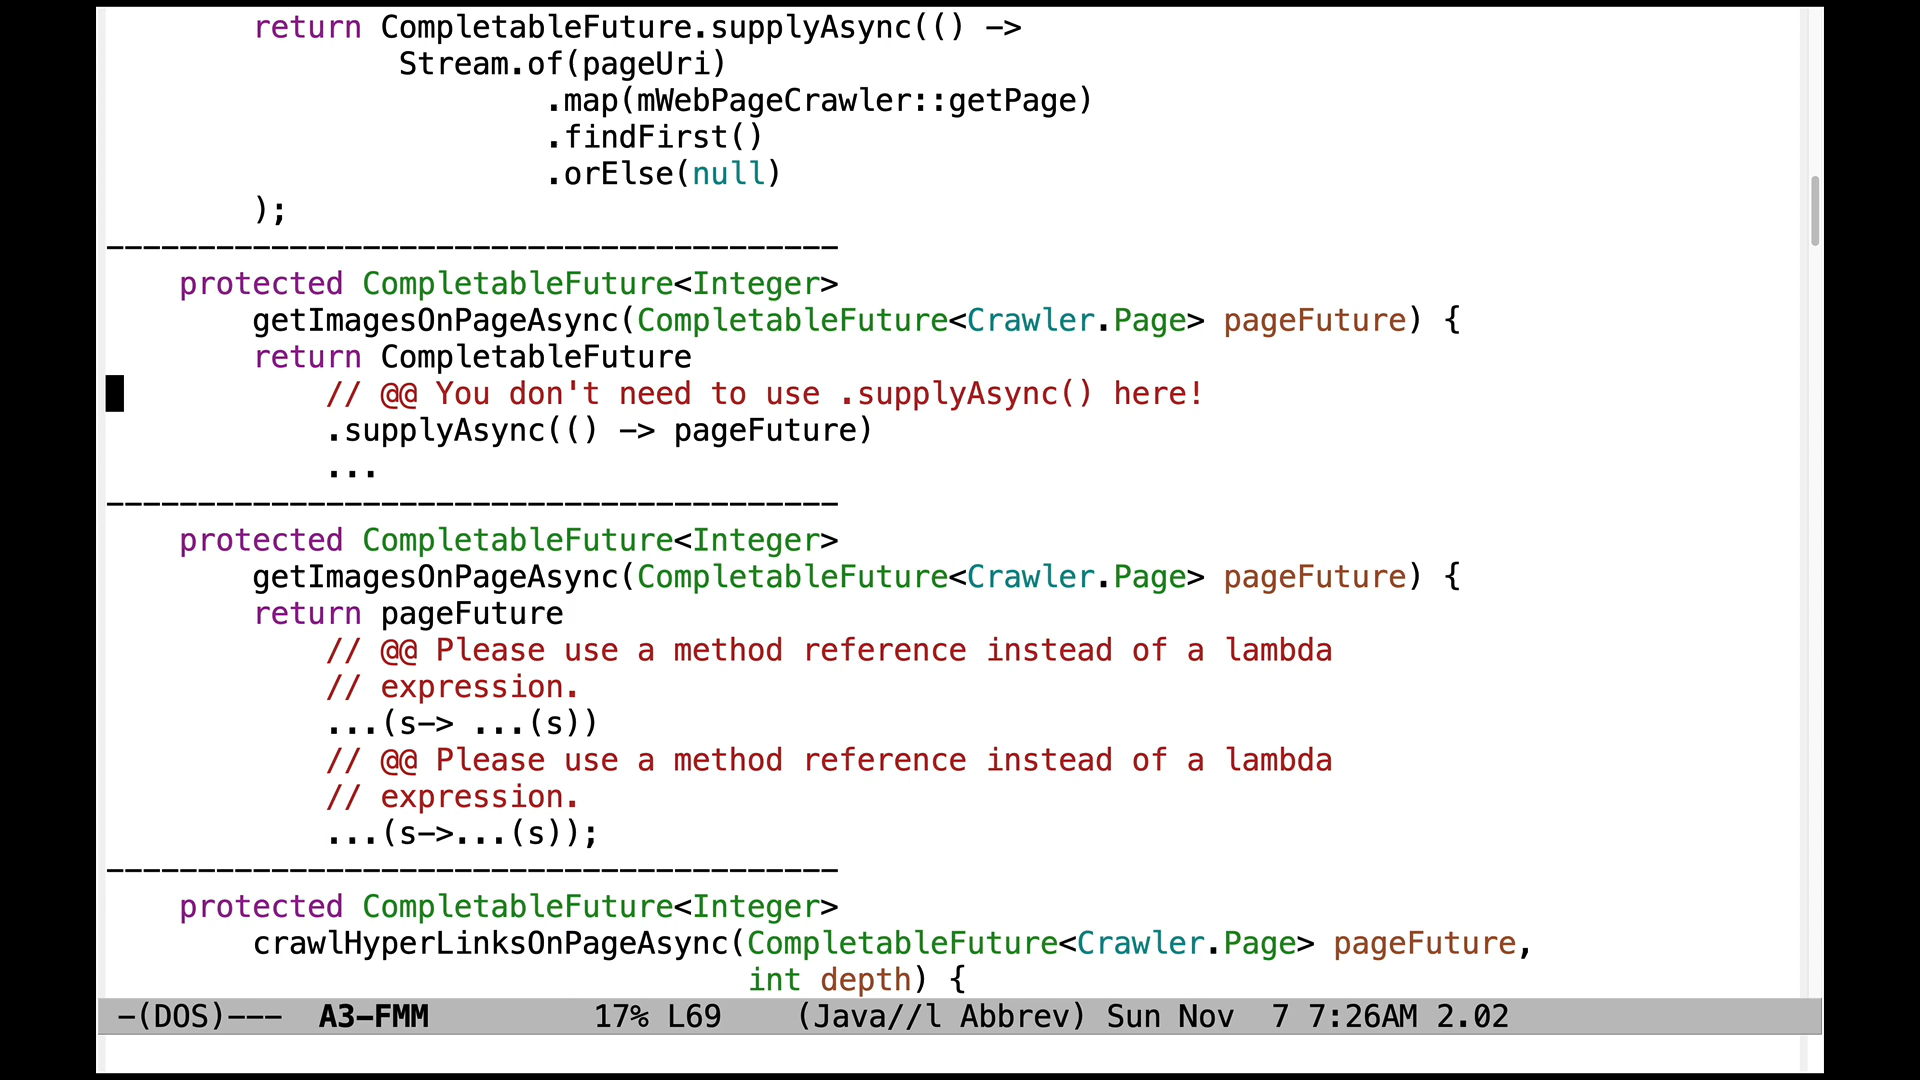 return CompletableFuture.supplyAsync(() ->
Stream.of(pageUri)
.map(mWebPageCrawler::getPage)
.findFirst()
.orElse(null)
);
----------------------------------------
protected CompletableFuture<Integer>
getImagesOnPageAsync(CompletableFuture<Crawler.Page> pageFuture) {
return CompletableFuture
// @@ You don't need to use .supplyAsync() here!
.supplyAsync(() -> pageFuture)
...
----------------------------------------
protected CompletableFuture<Integer>
getImagesOnPageAsync(CompletableFuture<Crawler.Page> pageFuture) {
return pageFuture
// @@ Please use a method reference instead of a lambda
// expression.
...(s-> ...(s))
// @@ Please use a method reference instead of a lambda
// expression.
...(s->...(s));
----------------------------------------
protected CompletableFuture<Integer>
crawlHyperLinksOnPageAsync(CompletableFuture<Crawler.Page> pageFuture,
int depth) {
-(DOS)--- A3-FMM 17% L69 (Java//l Abbrev) Sun Nov 7 7:26AM 2.02